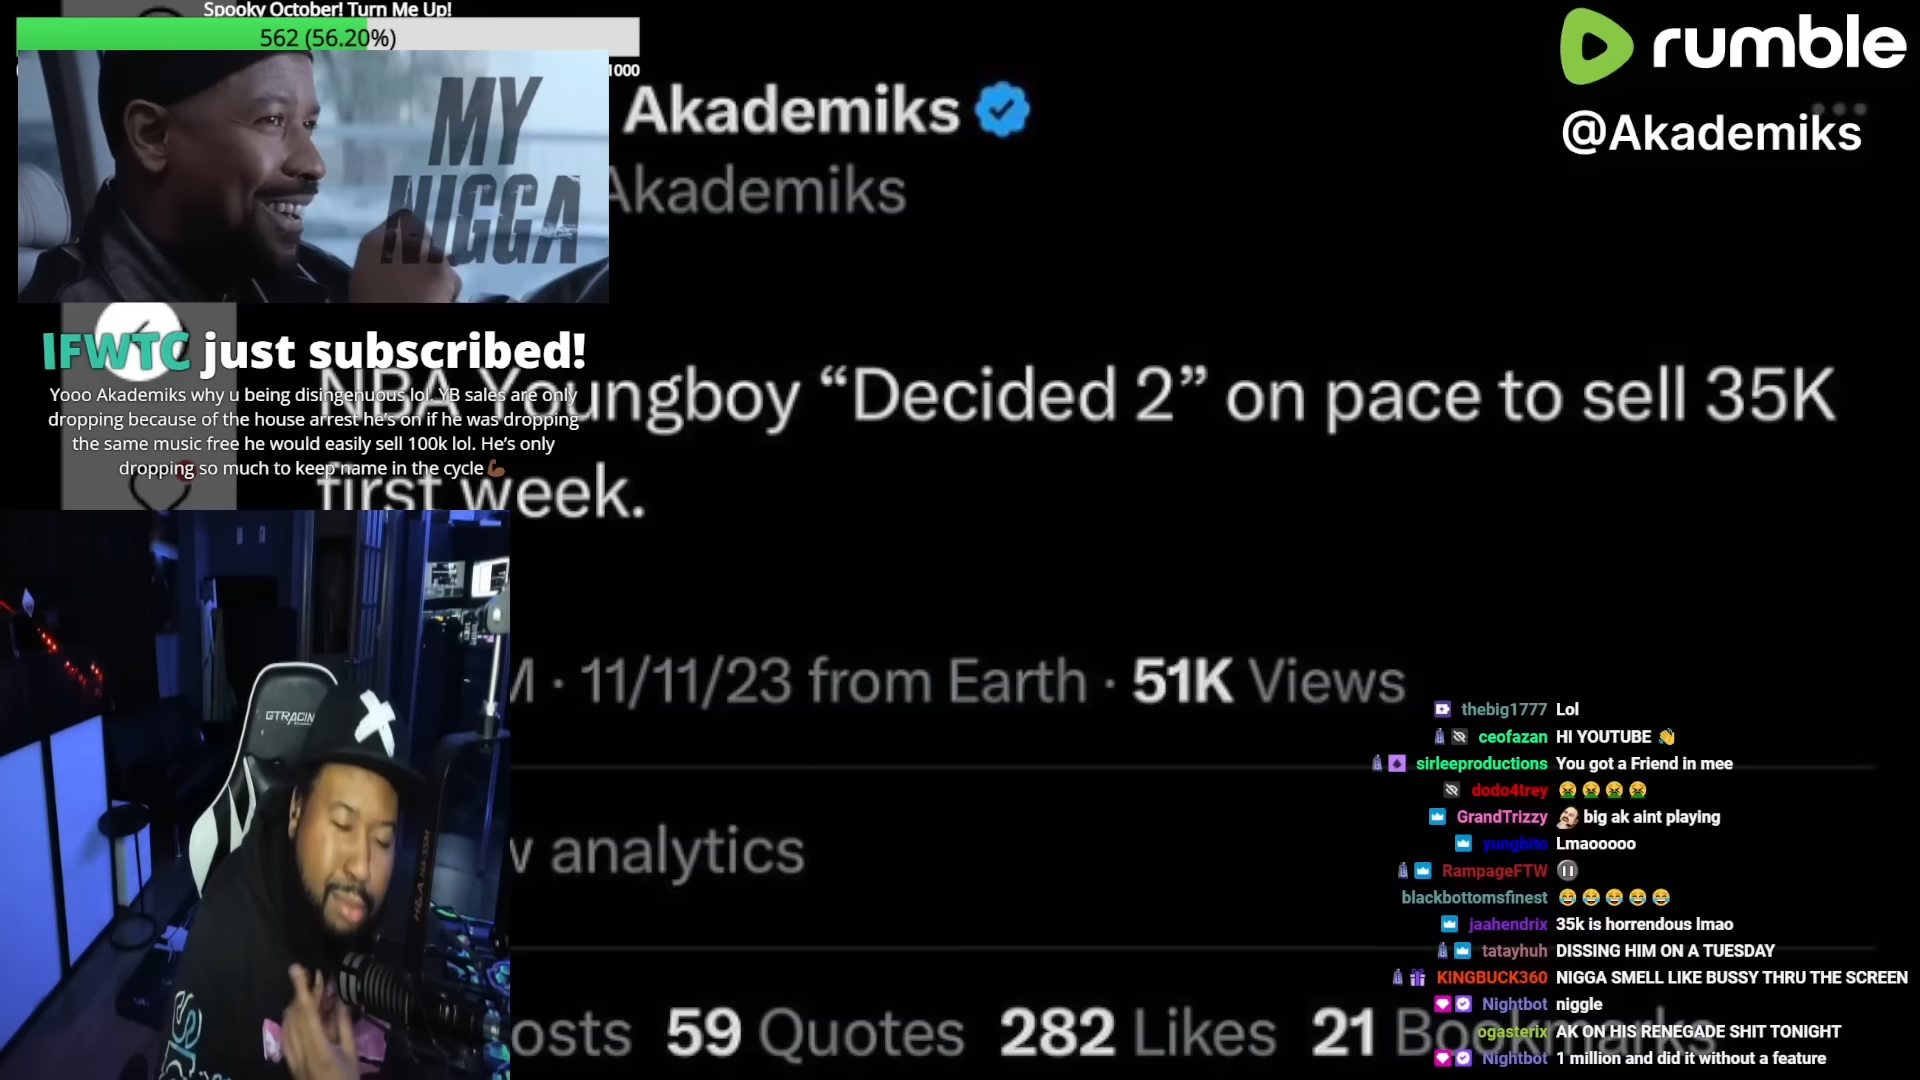 Spooky October! Turn Me Up!
562 (56.20%)
1000
MY
NIGGA
rumble
@Akademiks
Akademiks
Akademiks
IFWTC just subscribed!
Yooo Akademiks why u being disingenuous lol. YB sales are only
dropping because of the house arrest he's on if he was dropping
the same music free he would easily sell 100k lol. He's only
dropping so much to keep name in the cycle💪🏾
NBA Youngboy “Decided 2” on pace to sell 35K
first week.
M · 11/11/23 from Earth · 51K Views
w analytics
osts 59 Quotes 282 Likes 21 Bookmarks
GTRACIN
thebig1777 Lol
ceofazan HI YOUTUBE 👋
sirleeproductions You got a Friend in mee
dodo4trey 🤮 🤮 🤮 🤮
GrandTrizzy big ak aint playing
yungbito Lmaooooo
RampageFTW
blackbottomsfinest 😂 😂 😂 😂 😂
jaahendrix 35k is horrendous lmao
tatayhuh DISSING HIM ON A TUESDAY
KINGBUCK360 NIGGA SMELL LIKE BUSSY THRU THE SCREEN
Nightbot niggle
ogasterix AK ON HIS RENEGADE SHIT TONIGHT
Nightbot 1 million and did it without a feature